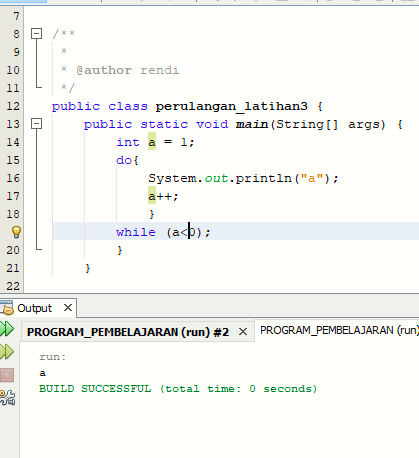 7
8 /**
9 *
10 * @author rendi
11 */
12 public class perulangan_latihan3 {
13 public static void main(String[] args) {
14 int a = 1;
15 do{
16 System.out.println("a");
17 a++;
18 }
while (a<0);
20 }
21 }
22
Output ×
PROGRAM_PEMBELAJARAN (run) #2 × PROGRAM_PEMBELAJARAN (run)
run:
a
BUILD SUCCESSFUL (total time: 0 seconds)